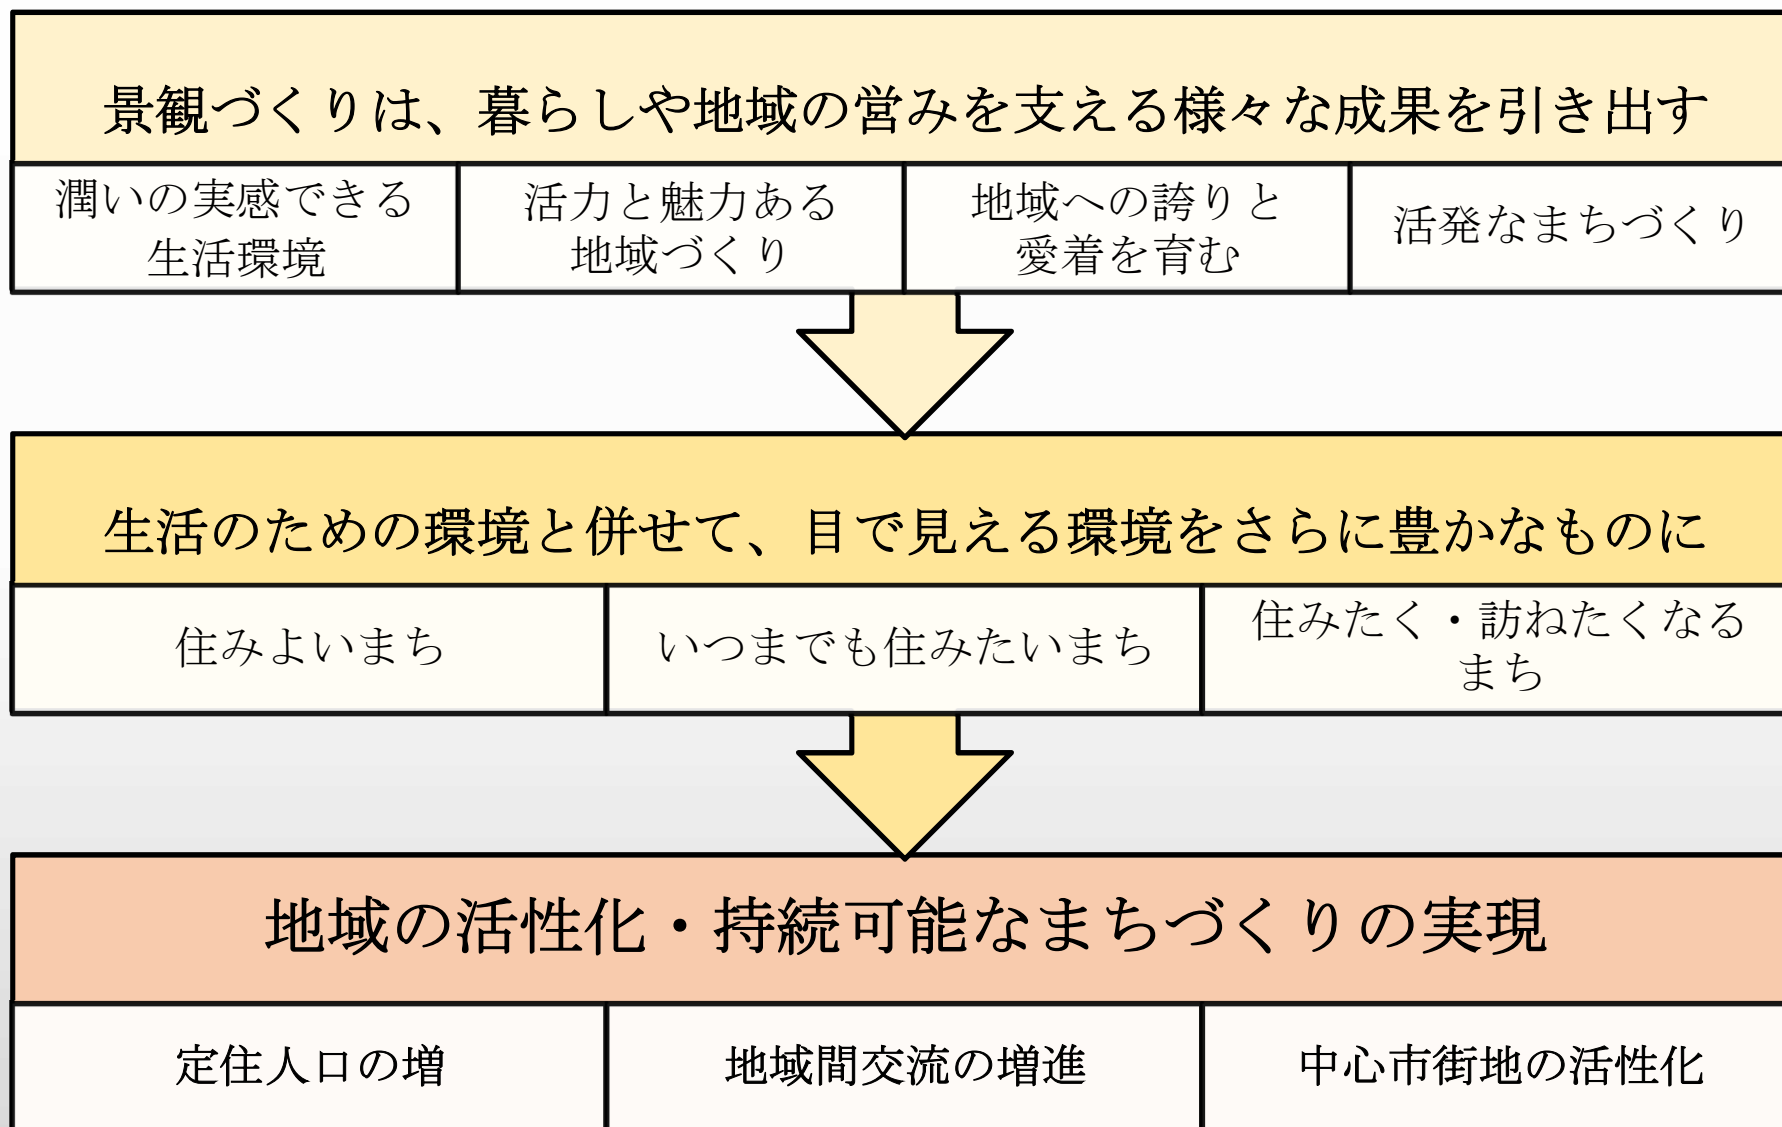 景観づくりは、暮らしや地域の営みを支える様々な成果を引き出す
潤いの実感できる
生活環境
活力と魅力ある
地域づくり
地域への誇りと
愛着を育む
活発なまちづくり
生活のための環境と併せて、目で見える環境をさらに豊かなものに
住みよいまち
いつまでも住みたいまち
住みたく・訪ねたくなる
まち
地域の活性化・持続可能なまちづくりの実現
定住人口の増
地域間交流の増進
中心市街地の活性化